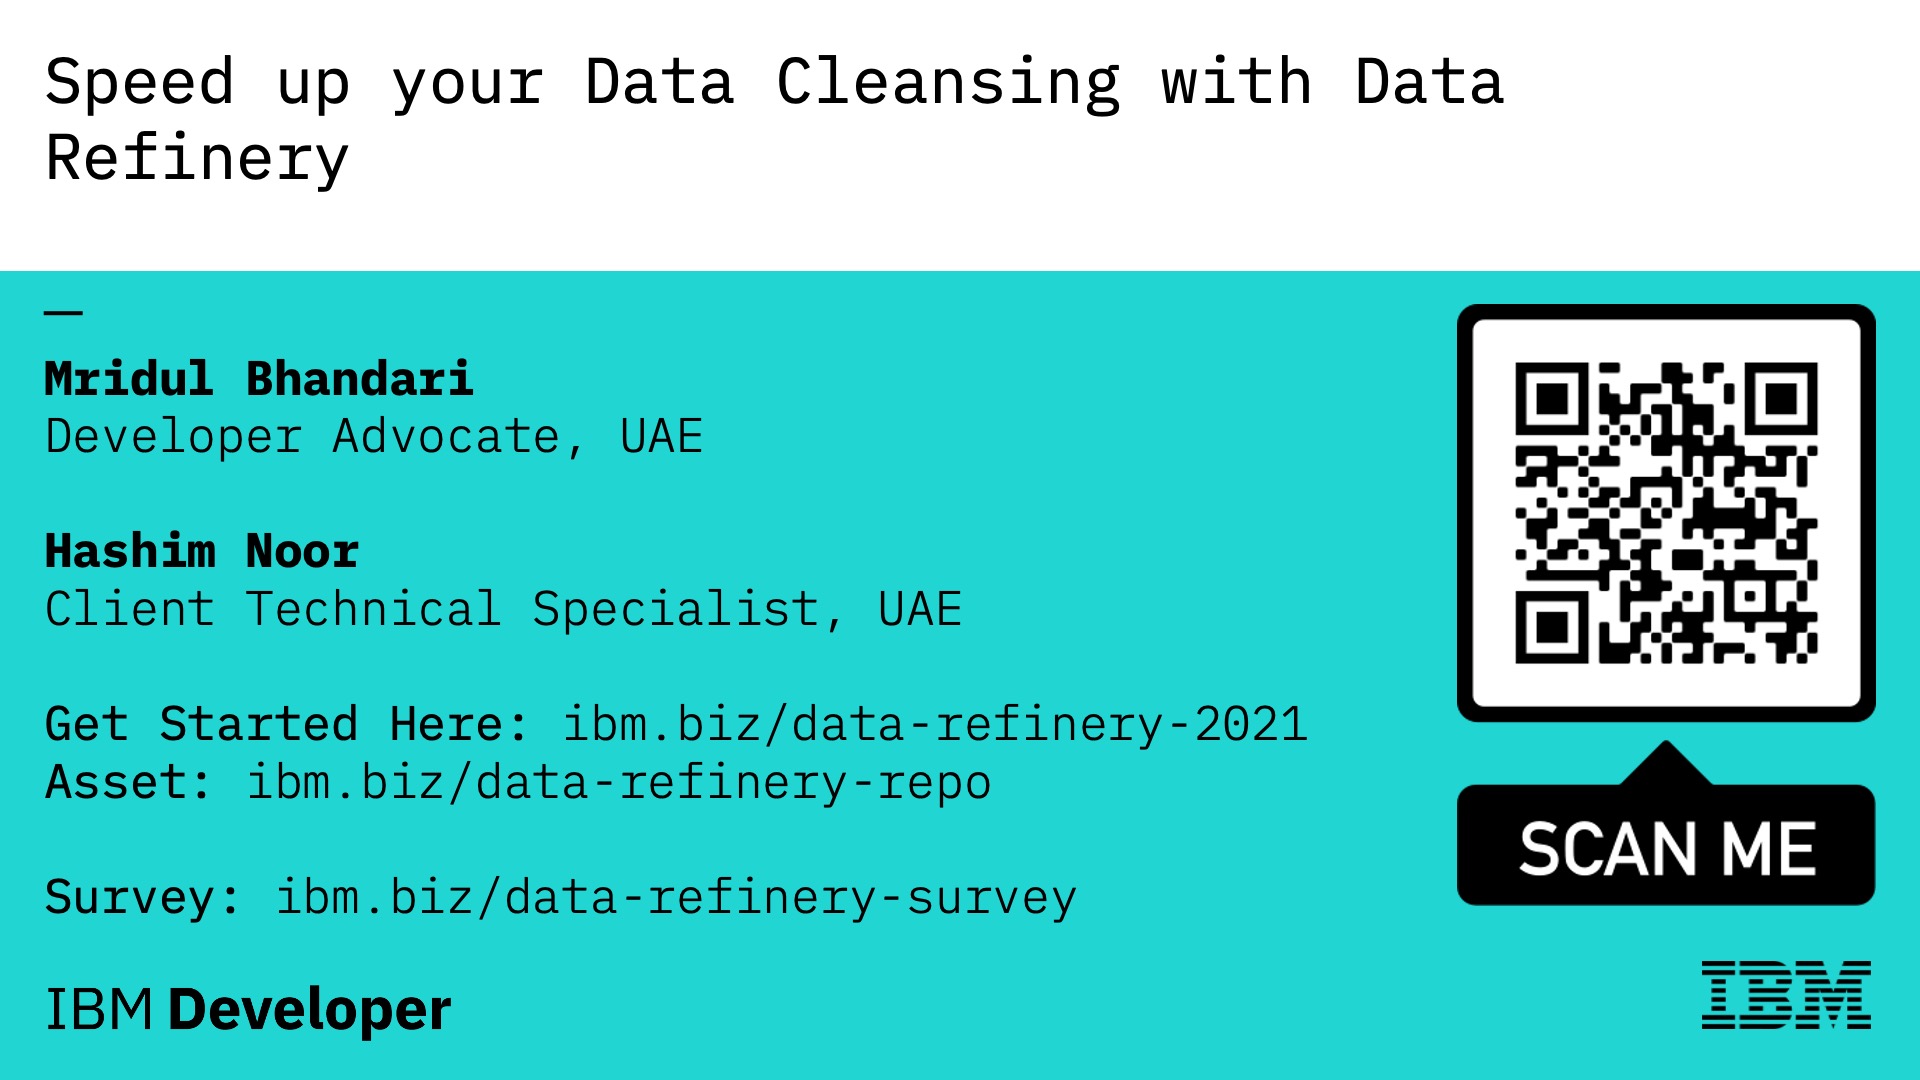 Speed up your Data Cleansing with Data
Refinery
—
Mridul Bhandari
Developer Advocate, UAE
Hashim Noor
Client Technical Specialist, UAE
Get Started Here: ibm.biz/data-refinery-2021
Asset: ibm.biz/data-refinery-repo
Survey: ibm.biz/data-refinery-survey
SCAN ME
IBM Developer
IBM